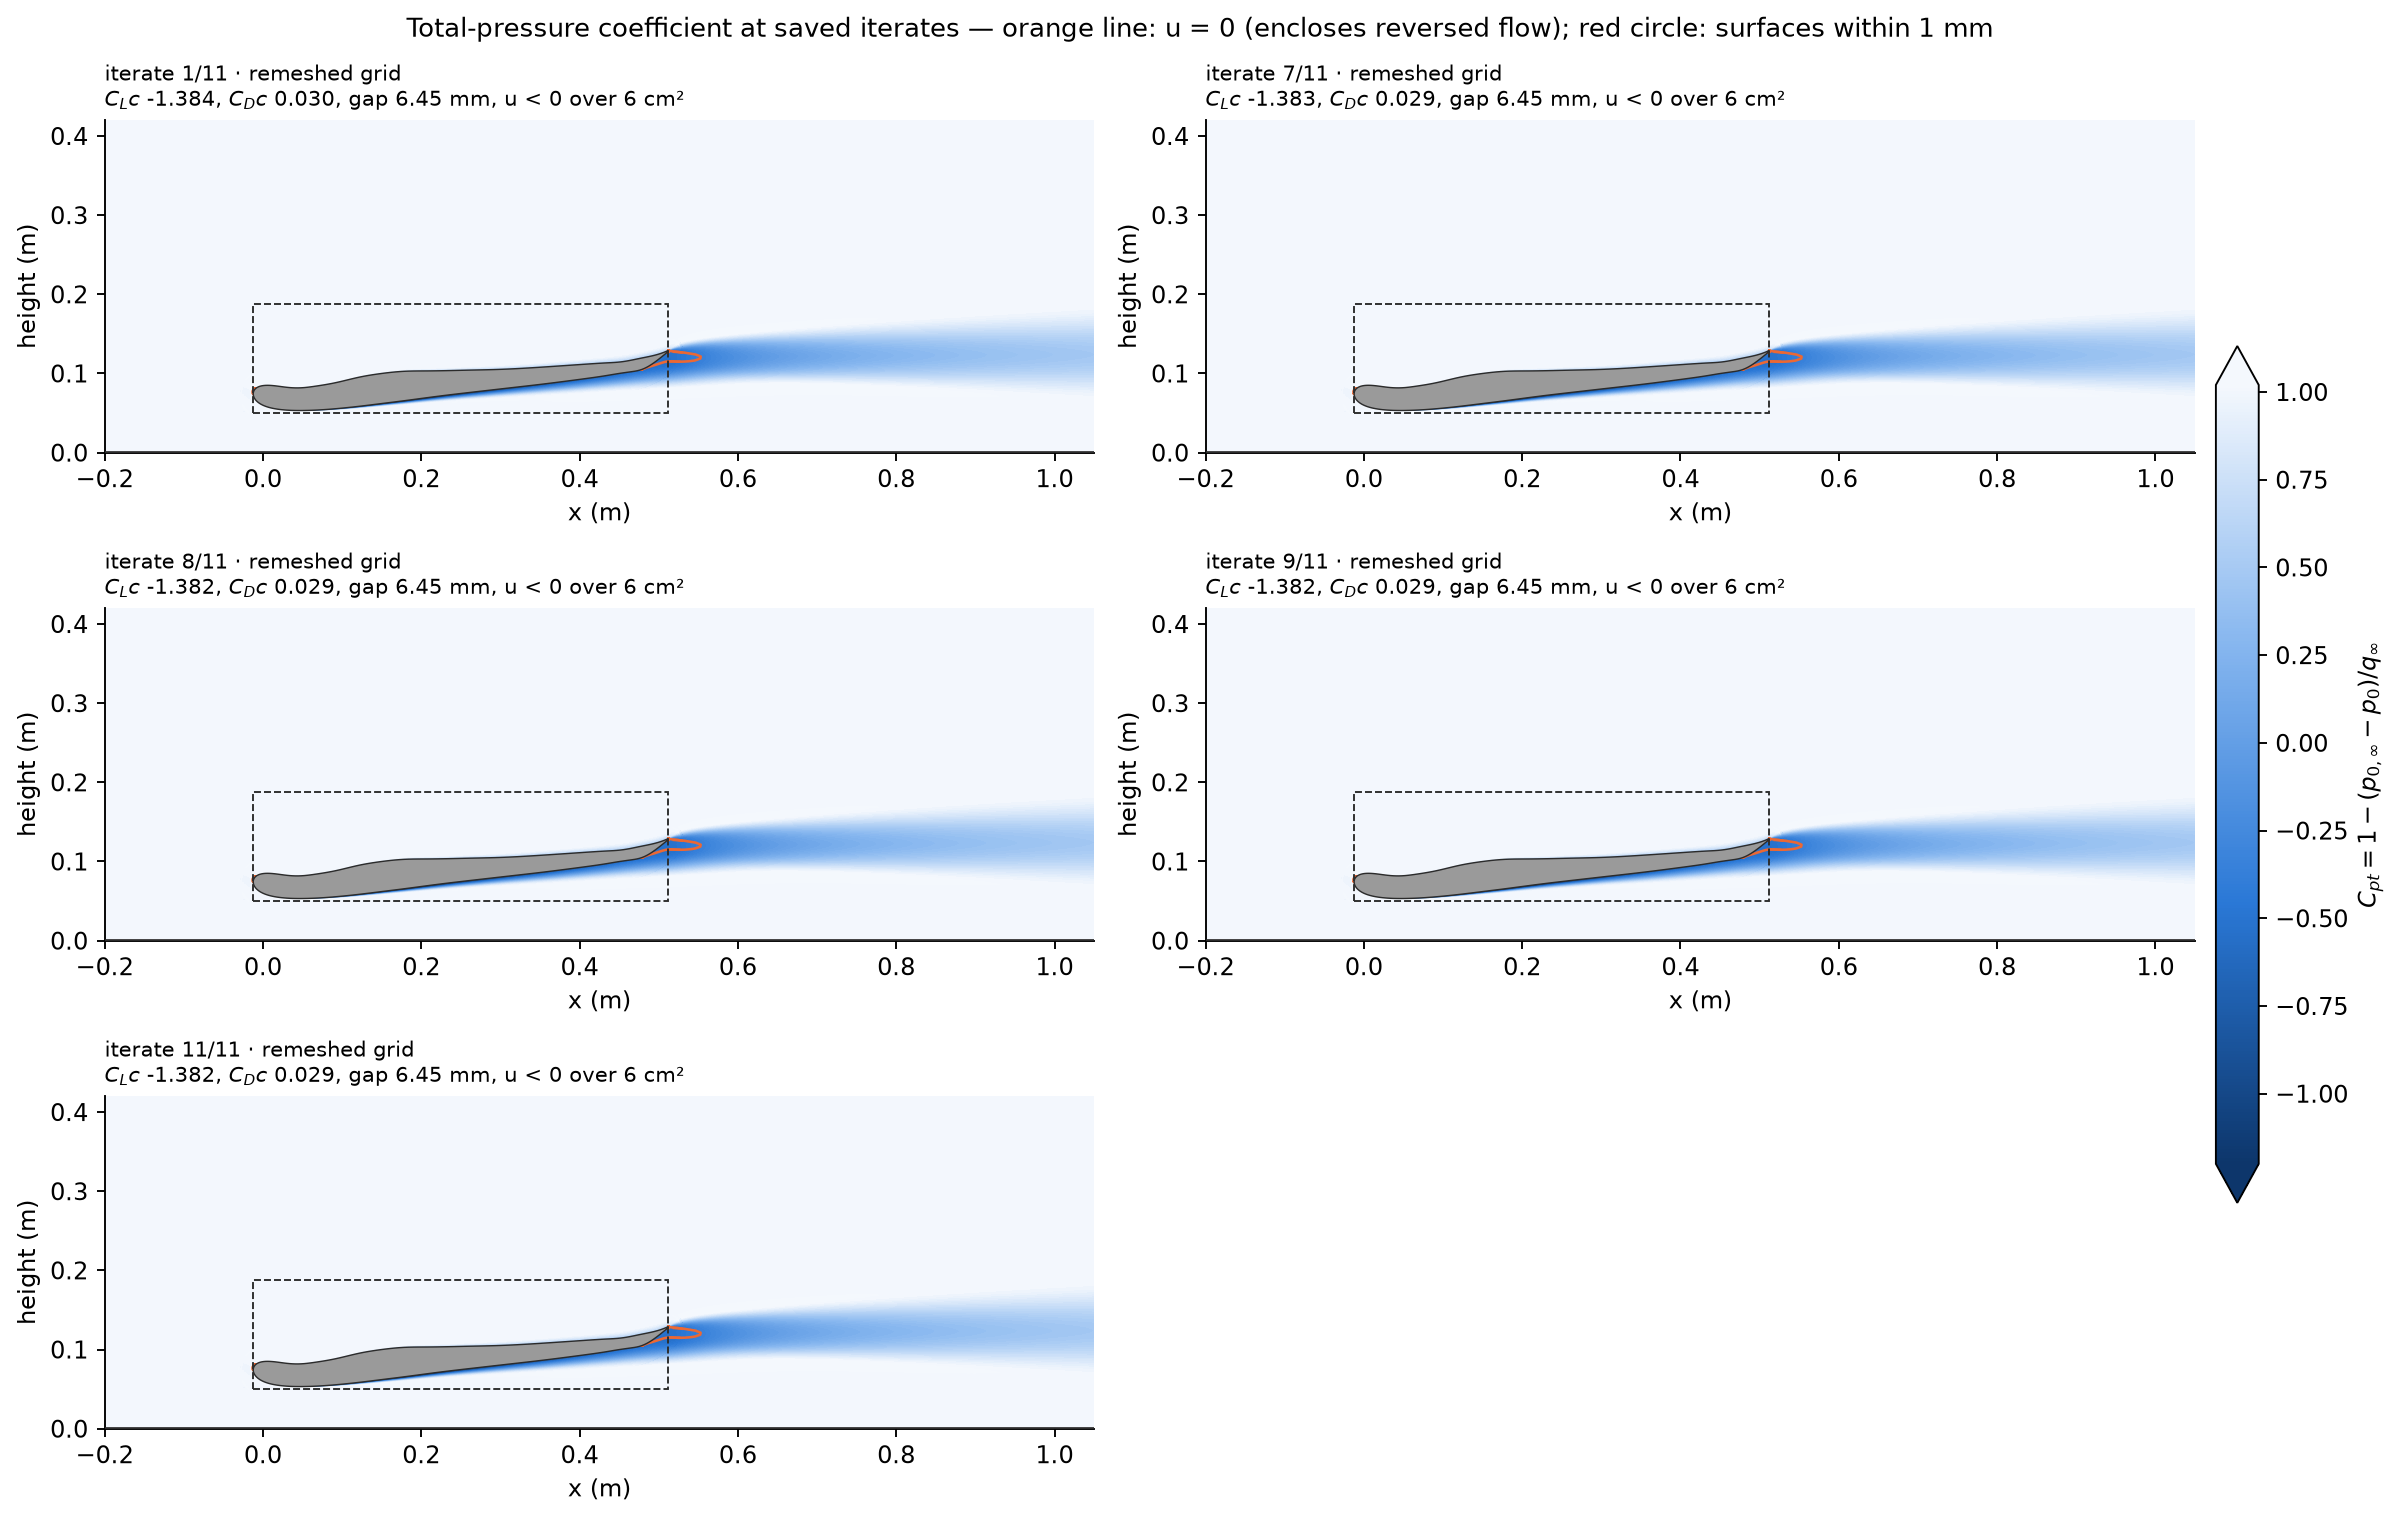 Total-pressure coefficient at saved iterates — orange line: u = 0 (encloses reversed flow); red circle: surfaces within 1 mm
iterate 1/11 · remeshed grid
C_Lc -1.384, C_Dc 0.030, gap 6.45 mm, u < 0 over 6 cm²
0.4
0.3
0.2
0.1
0.0
height (m)
−0.2 0.0 0.2 0.4 0.6 0.8 1.0
x (m)
iterate 7/11 · remeshed grid
C_Lc -1.383, C_Dc 0.029, gap 6.45 mm, u < 0 over 6 cm²
0.4
0.3
0.2
0.1
0.0
height (m)
−0.2 0.0 0.2 0.4 0.6 0.8 1.0
x (m)
iterate 8/11 · remeshed grid
C_Lc -1.382, C_Dc 0.029, gap 6.45 mm, u < 0 over 6 cm²
0.4
0.3
0.2
0.1
0.0
height (m)
−0.2 0.0 0.2 0.4 0.6 0.8 1.0
x (m)
iterate 9/11 · remeshed grid
C_Lc -1.382, C_Dc 0.029, gap 6.45 mm, u < 0 over 6 cm²
0.4
0.3
0.2
0.1
0.0
height (m)
−0.2 0.0 0.2 0.4 0.6 0.8 1.0
x (m)
iterate 11/11 · remeshed grid
C_Lc -1.382, C_Dc 0.029, gap 6.45 mm, u < 0 over 6 cm²
0.4
0.3
0.2
0.1
0.0
height (m)
−0.2 0.0 0.2 0.4 0.6 0.8 1.0
x (m)
1.00
0.75
0.50
0.25
0.00
−0.25
−0.50
−0.75
−1.00
C_pt = 1 − (p_0,∞ − p_0)/q_∞